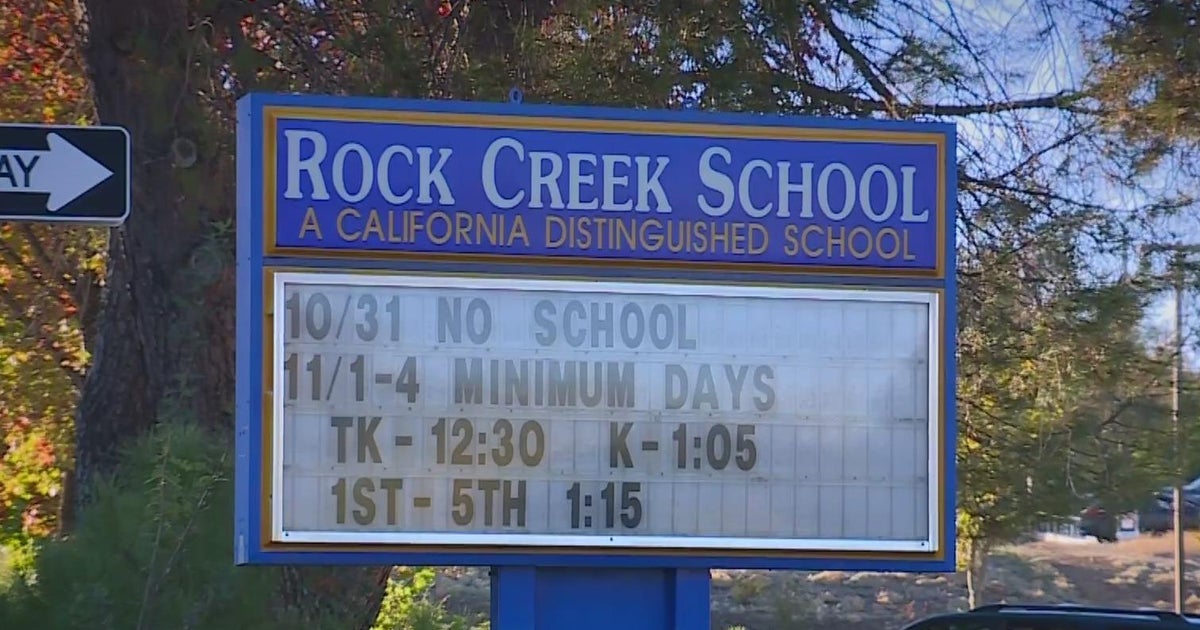 AY
ROCK CREEK SCHOOL
A CALIFORNIA DISTINGUISHED SCHOOL
10/31 NO SCHOOL
11/1-4 MINIMUM DAYS
TK - 12:30 K - 1:05
1ST - 5TH 1:15